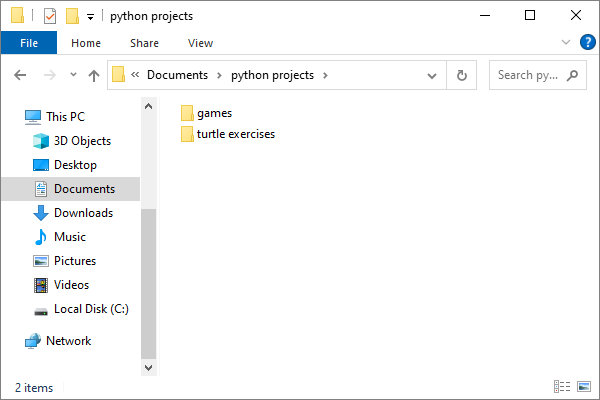 python projects
File Home Share View
Documents python projects Search py...
This PC
3D Objects
Desktop
Documents
Downloads
Music
Pictures
Videos
Local Disk (C:)
Network
games
turtle exercises
2 items